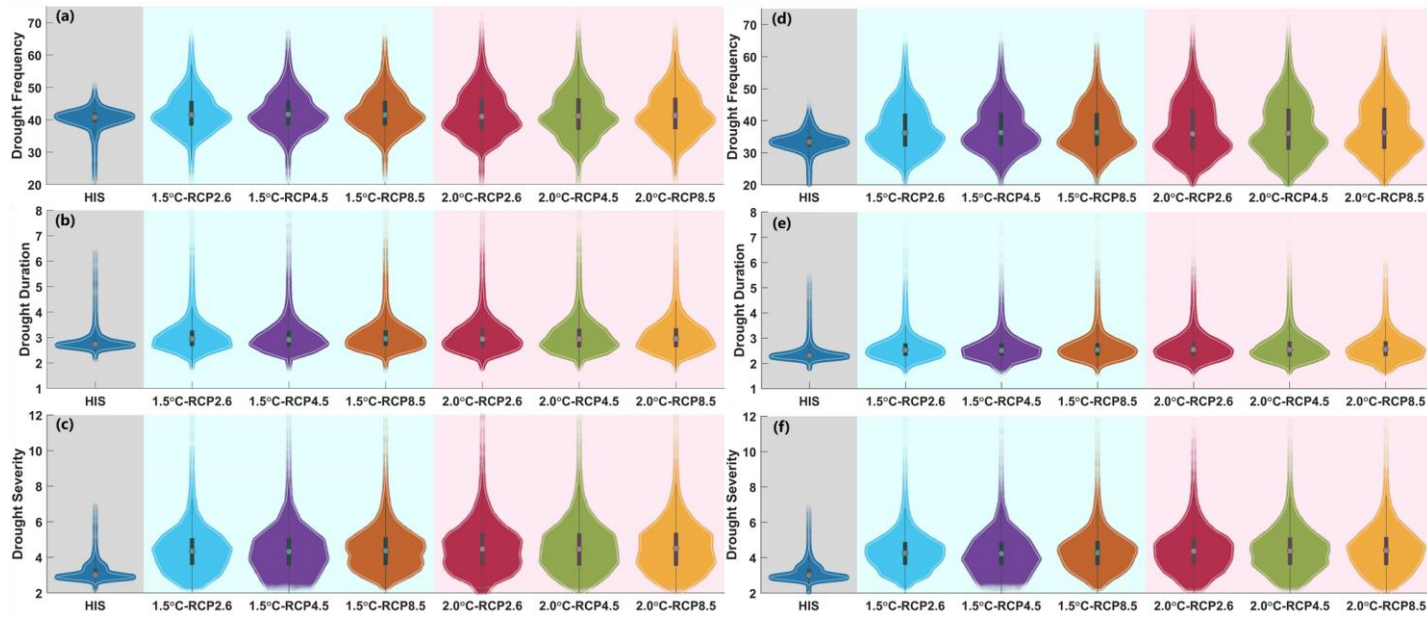 (a)
Drought Frequency
70
60
50
40
30
20
HIS 1.5°C-RCP2.6 1.5°C-RCP4.5 1.5°C-RCP8.5 2.0°C-RCP2.6 2.0°C-RCP4.5 2.0°C-RCP8.5
(b)
Drought Duration
8
7
6
5
4
3
2
1
HIS 1.5°C-RCP2.6 1.5°C-RCP4.5 1.5°C-RCP8.5 2.0°C-RCP2.6 2.0°C-RCP4.5 2.0°C-RCP8.5
(c)
Drought Severity
12
10
8
6
4
2
HIS 1.5°C-RCP2.6 1.5°C-RCP4.5 1.5°C-RCP8.5 2.0°C-RCP2.6 2.0°C-RCP4.5 2.0°C-RCP8.5
(d)
Drought Frequency
70
60
50
40
30
20
HIS 1.5°C-RCP2.6 1.5°C-RCP4.5 1.5°C-RCP8.5 2.0°C-RCP2.6 2.0°C-RCP4.5 2.0°C-RCP8.5
(e)
Drought Duration
8
7
6
5
4
3
2
1
HIS 1.5°C-RCP2.6 1.5°C-RCP4.5 1.5°C-RCP8.5 2.0°C-RCP2.6 2.0°C-RCP4.5 2.0°C-RCP8.5
(f)
Drought Severity
12
10
8
6
4
2
HIS 1.5°C-RCP2.6 1.5°C-RCP4.5 1.5°C-RCP8.5 2.0°C-RCP2.6 2.0°C-RCP4.5 2.0°C-RCP8.5